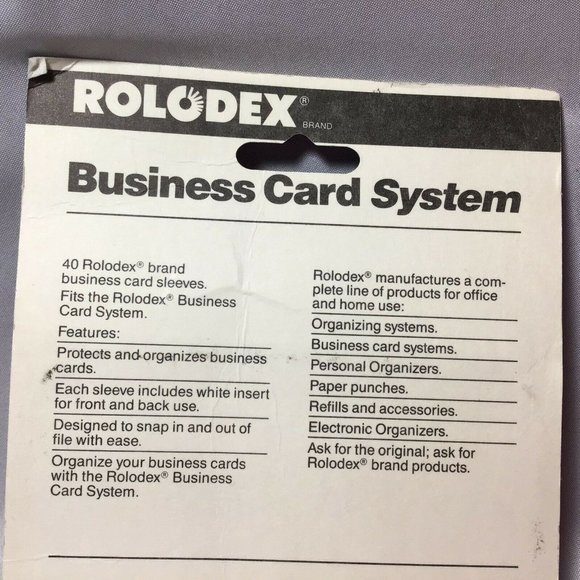 ROLODEX®
BRAND
Business Card System
40 Rolodex® brand
business card sleeves.
Fits the Rolodex® Business
Card System.
Features:
Protects and organizes business
cards.
Each sleeve includes white insert
for front and back use.
Designed to snap in and out of
file with ease.
Organize your business cards
with the Rolodex® Business
Card System.
Rolodex® manufactures a com-
plete line of products for office
and home use:
Organizing systems.
Business card systems.
Personal Organizers.
Paper punches.
Refills and accessories.
Electronic Organizers.
Ask for the original; ask for
Rolodex® brand products.